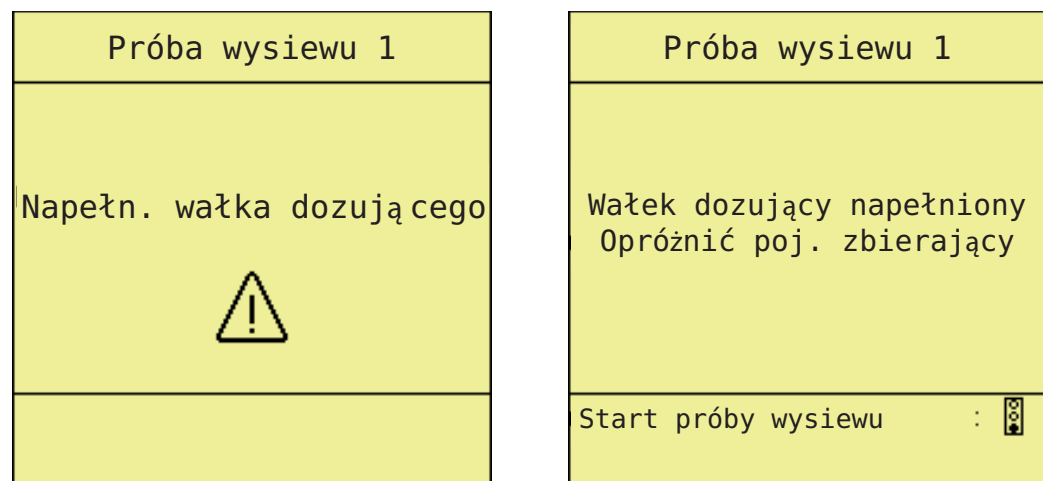 Próba wysiewu 1
Napełn. wałka dozującego
Próba wysiewu 1
Wałek dozujący napełniony
Opróżnić poj. zbierający
Start próby wysiewu :